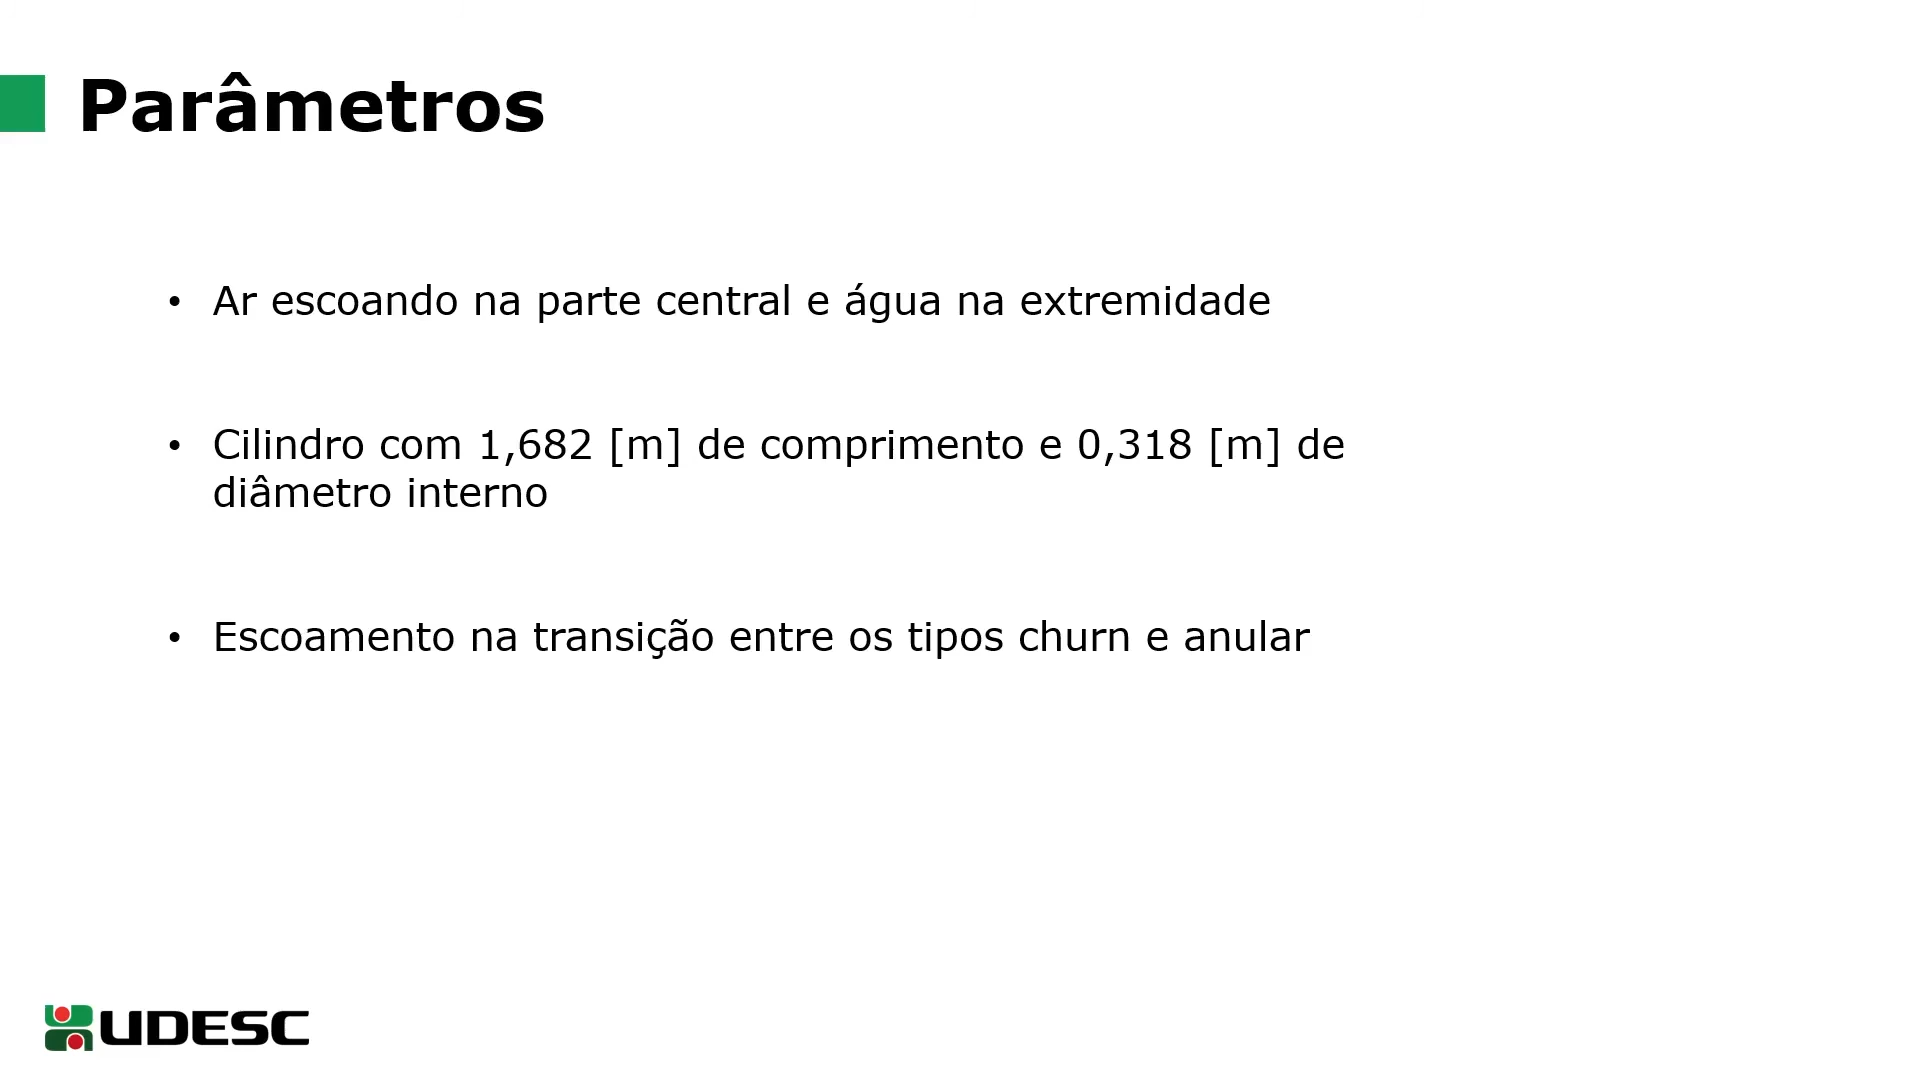 Parâmetros
• Ar escoando na parte central e água na extremidade
• Cilindro com 1,682 [m] de comprimento e 0,318 [m] de
diâmetro interno
• Escoamento na transição entre os tipos churn e anular
UDESC